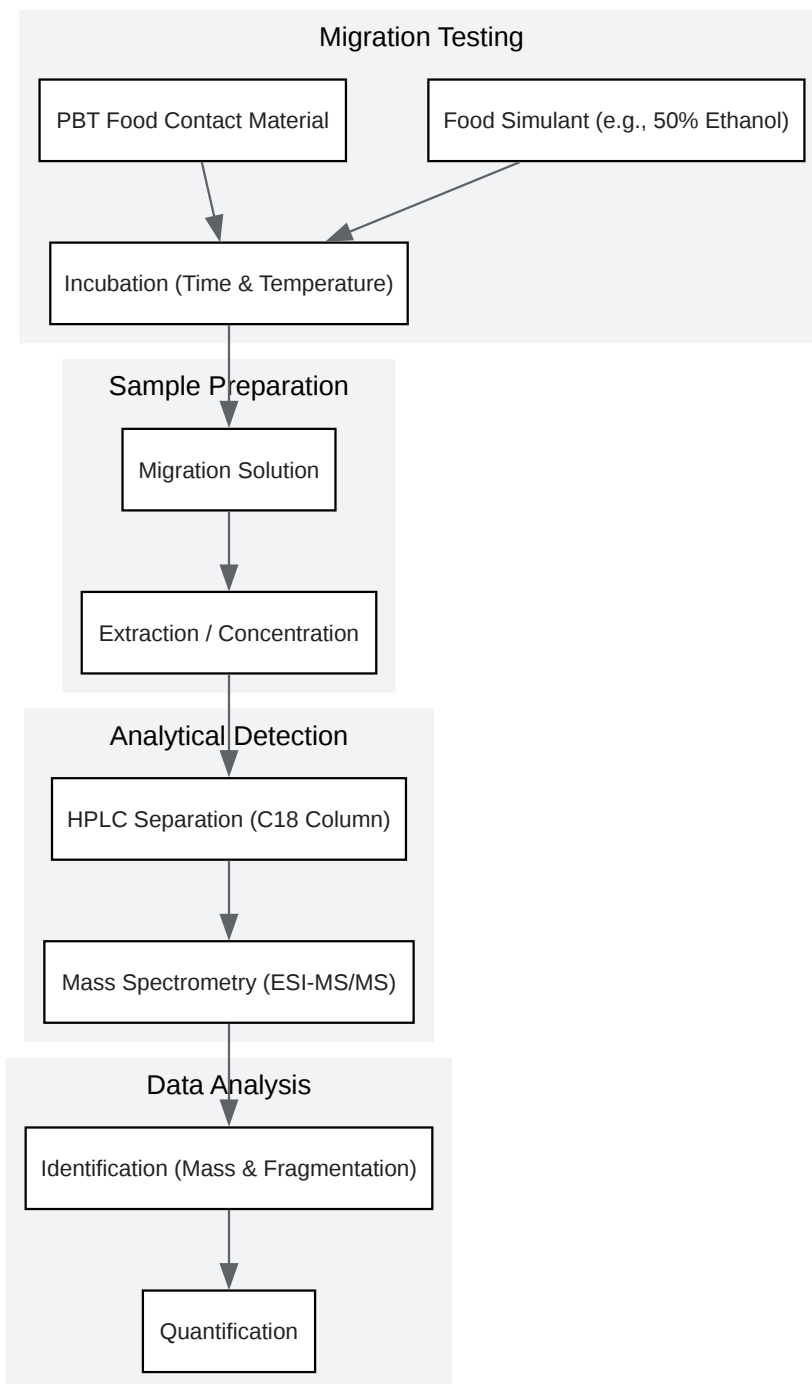 Migration Testing
PBT Food Contact Material
Food Simulant (e.g., 50% Ethanol)
Incubation (Time & Temperature)
Sample Preparation
Migration Solution
Extraction / Concentration
Analytical Detection
HPLC Separation (C18 Column)
Mass Spectrometry (ESI-MS/MS)
Data Analysis
Identification (Mass & Fragmentation)
Quantification